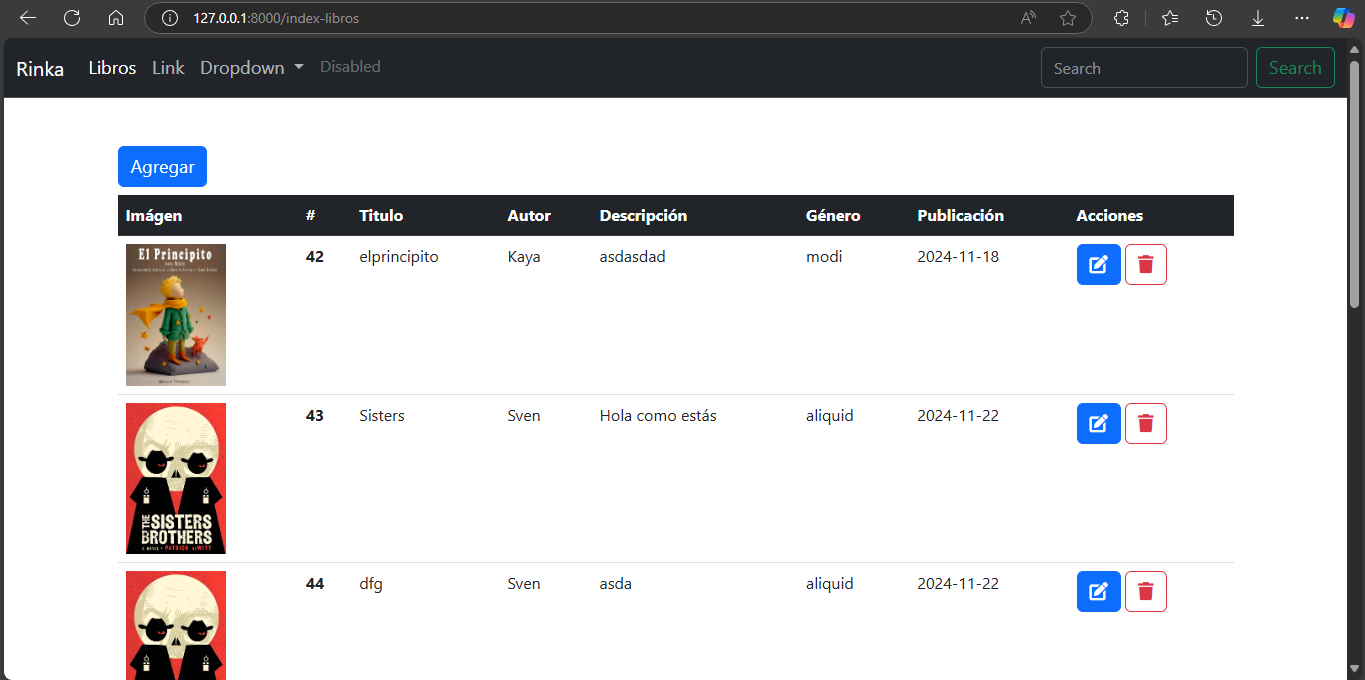 127.0.0.1:8000/index-libros
Rinka Libros Link Dropdown Disabled Search Search
Agregar
Imágen # Titulo Autor Descripción Género Publicación Acciones
El Principito
42 elprincipito Kaya asdasdad modi 2024-11-18
43 Sisters Sven Hola como estás aliquid 2024-11-22
THE
SISTERS
BROTHERS
A NOVEL • PATRICK DEWITT
44 dfg Sven asda aliquid 2024-11-22